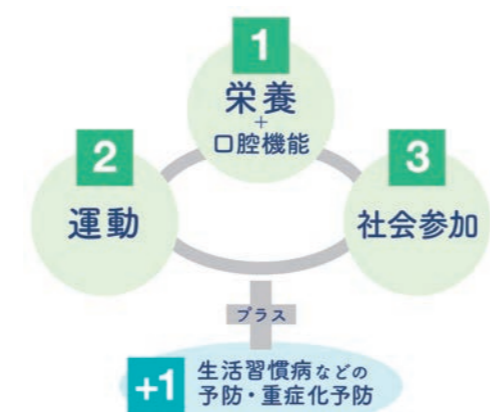 1
栄養
+
口腔機能
2
運動
3
社会参加
プラス
+1
生活習慣病などの
予防・重症化予防